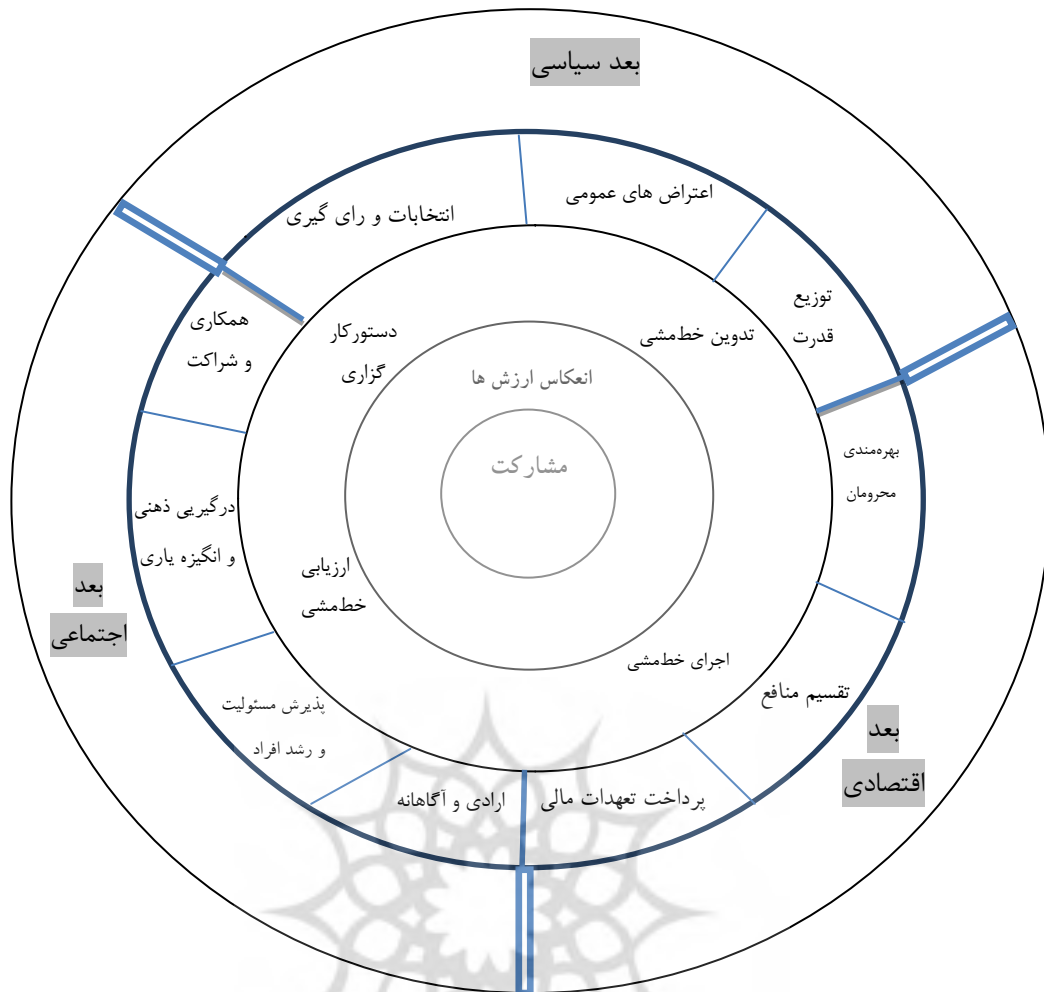 بعد سیاسی
اعتراض های عمومی
انتخابات و رای گیری
توزیع
قدرت
همکاری
و شراکت
دستورکار
گزاری
تدوین خط‌مشی
انعکاس ارزش ها
مشارکت
بهره‌مندی
محرومان
درگیریی ذهنی
و انگیزه یاری
ارزیابی
خط‌مشی
بعد
اجتماعی
اجرای خط‌مشی
تقسیم منافع
پذیرش مسئولیت
و رشد افراد
بعد
اقتصادی
پرداخت تعهدات مالی
ارادی و آگاهانه